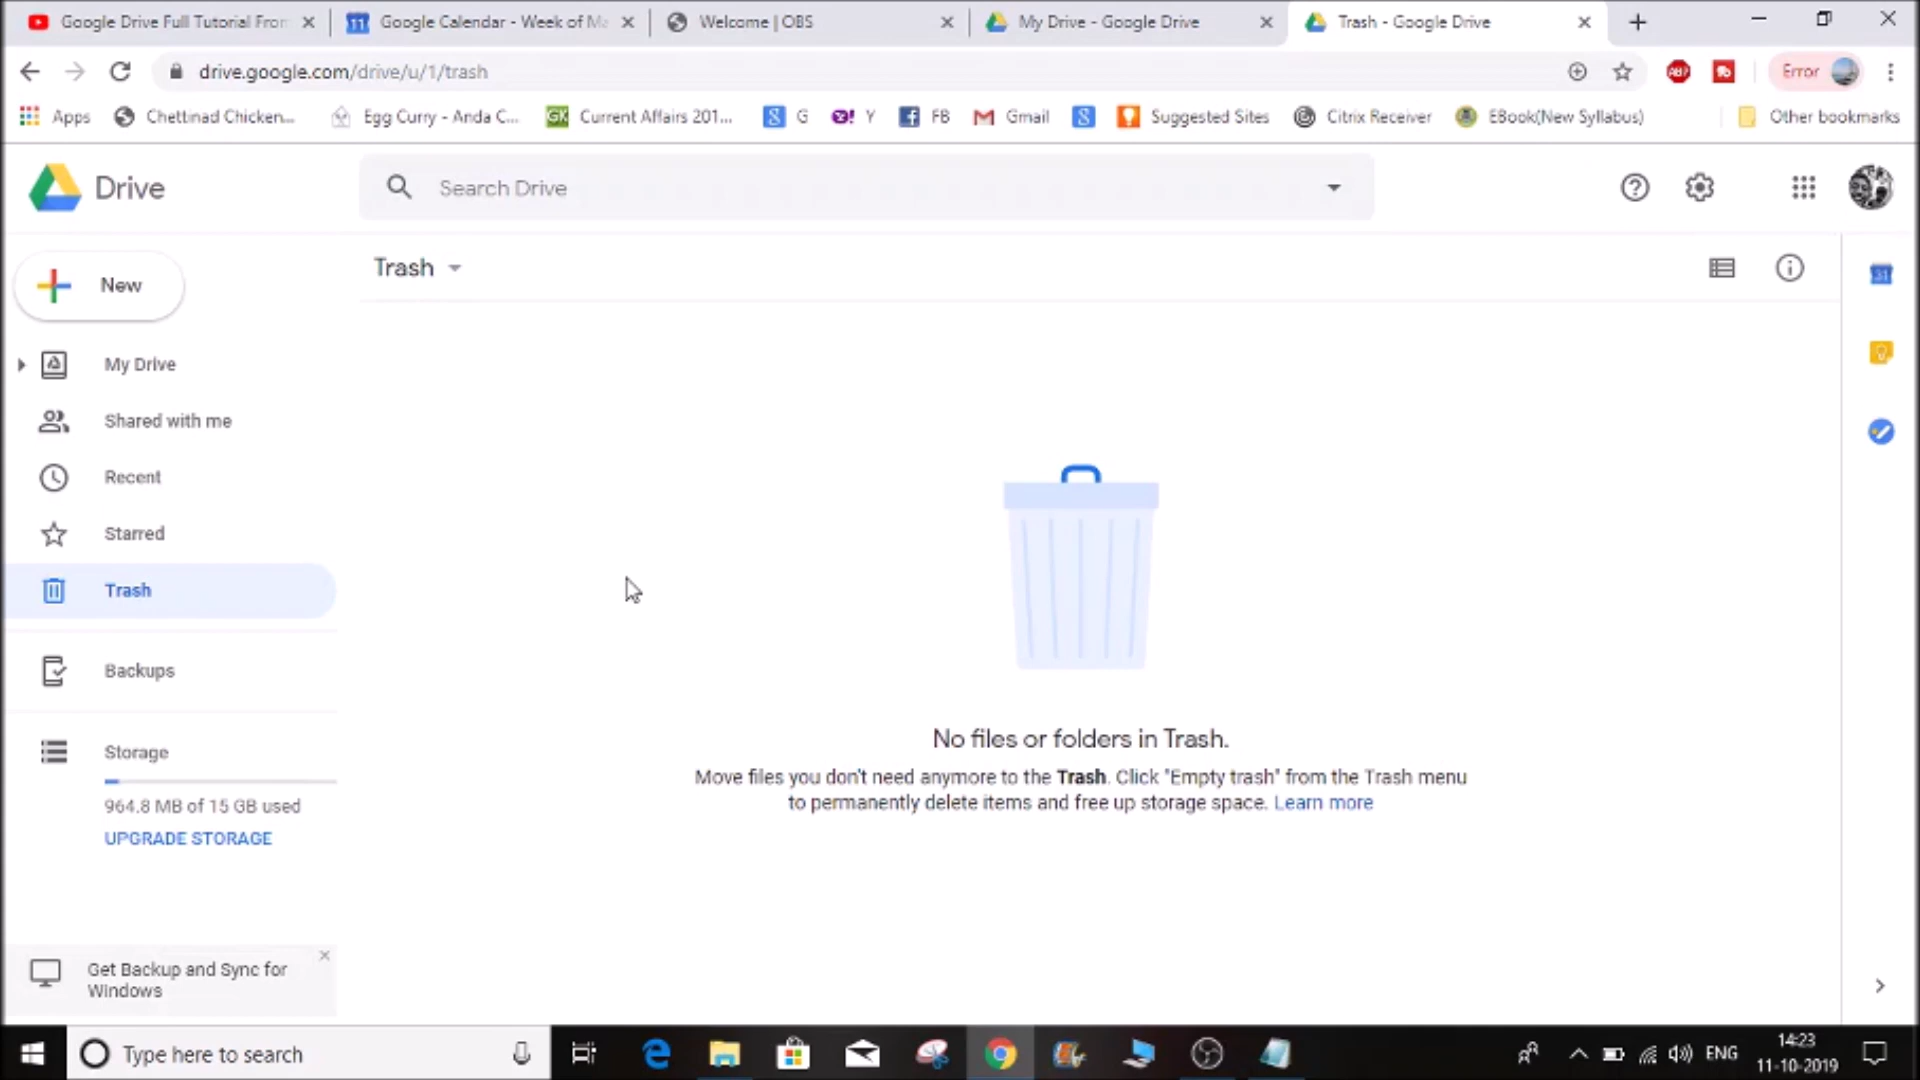 Google Drive Full Tutorial From
Google Calendar - Week of Ma
Welcome | OBS
My Drive - Google Drive
Trash - Google Drive
drive.google.com/drive/u/1/trash
ABP
Error
Apps
Chettinad Chicken...
Egg Curry - Anda C...
GK
Current Affairs 201...
G
Y
FB
Gmail
Suggested Sites
Citrix Receiver
EBook(New Syllabus)
Other bookmarks
Drive
Search Drive
New
Trash
My Drive
Shared with me
Recent
Starred
Trash
Backups
Storage
964.8 MB of 15 GB used
UPGRADE STORAGE
No files or folders in Trash.
Move files you don't need anymore to the Trash. Click "Empty trash" from the Trash menu
to permanently delete items and free up storage space. Learn more
Get Backup and Sync for
Windows
Type here to search
ENG
14:23
11-10-2019